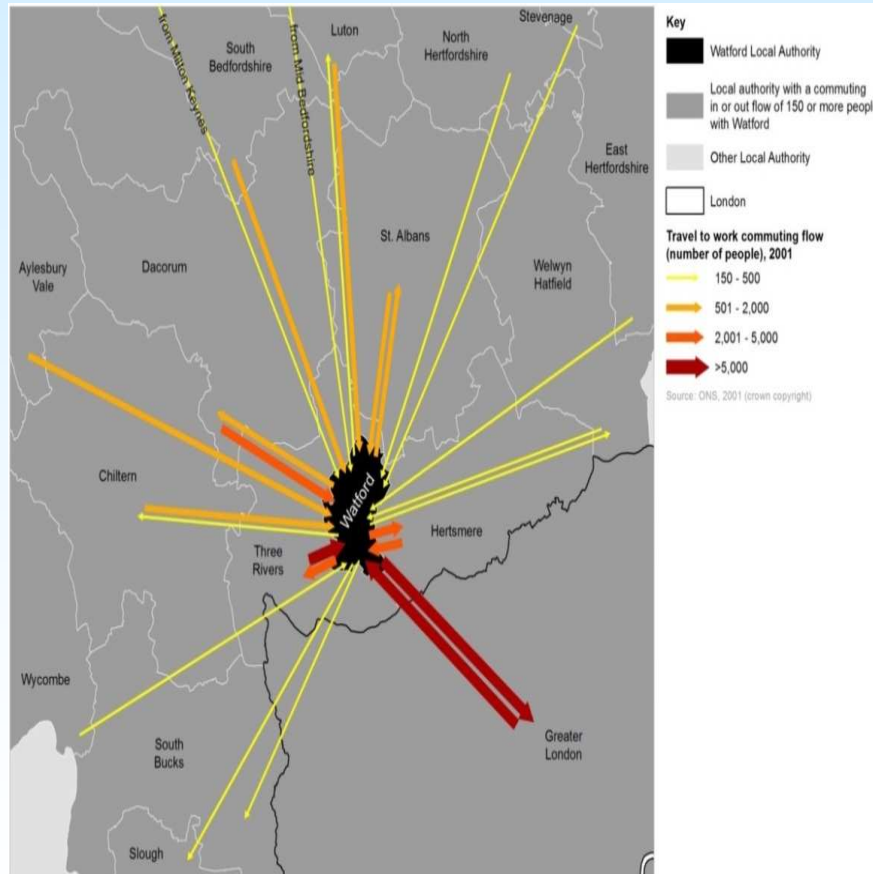 from Milton Keynes
South
Bedfordshire
from Mid Bedfordshire
Luton
North
Hertfordshire
Stevenage
East
Hertfordshire
St. Albans
Aylesbury
Vale
Dacorum
Welwyn
Hatfield
Chiltern
Watford
Hertsmere
Three
Rivers
Wycombe
South
Bucks
Greater
London
Slough
Key
Watford Local Authority
Local authority with a commuting
in or out flow of 150 or more peopl
with Watford
Other Local Authority
London
Travel to work commuting flow
(number of people), 2001
150 - 500
501 - 2,000
2,001 - 5,000
>5,000
Source: ONS, 2001 (crown copyright)